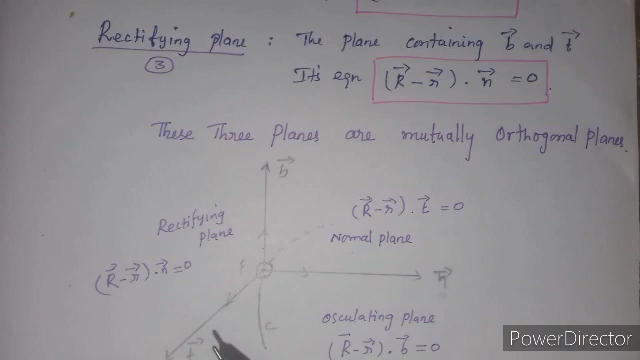 Rectifying plane : The plane containing b⃗ and t⃗
③
It's eqn (R⃗ - r⃗) . n⃗ = 0.
These Three Planes are mutually Orthogonal planes.
b⃗
Rectifying plane
(R⃗ - r⃗) . n⃗ = 0
(R⃗ - r⃗) . t⃗ = 0
Normal plane
P
n⃗
C
t⃗
Osculating plane
(R⃗ - r⃗) . b⃗ = 0
PowerDirector